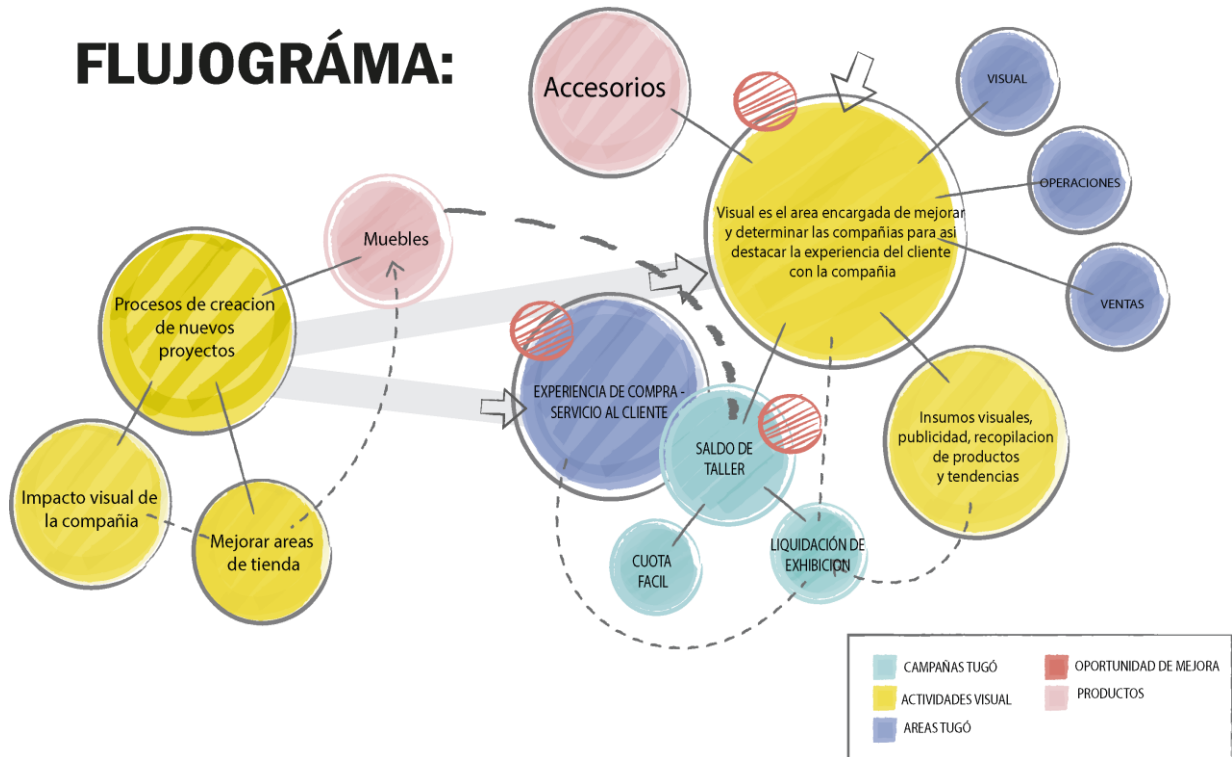 FLUJOGRÁMA:
Accesorios
VISUAL
OPERACIONES
VENTAS
Visual es el area encargada de mejorar
y determinar las compañias para asi
destacar la experiencia del cliente
con la compañia
Muebles
Procesos de creacion
de nuevos
proyectos
EXPERIENCIA DE COMPRA -
SERVICIO AL CLIENTE
SALDO DE
TALLER
Insumos visuales,
publicidad, recopilacion
de productos
y tendencias
Impacto visual de
la compañia
Mejorar areas
de tienda
CUOTA
FACIL
LIQUIDACIÓN DE
EXHIBICION
CAMPAÑAS TUGÓ
ACTIVIDADES VISUAL
AREAS TUGÓ
OPORTUNIDAD DE MEJORA
PRODUCTOS